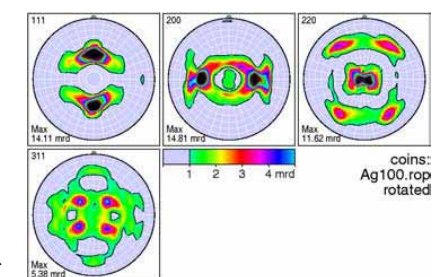 111
Max
14.11 mrd
200
Max
14.81 mrd
220
Max
11.62 mrd
311
Max
5.38 mrd
1 2 3 4 mrd
coins:
Ag100.rop
rotated